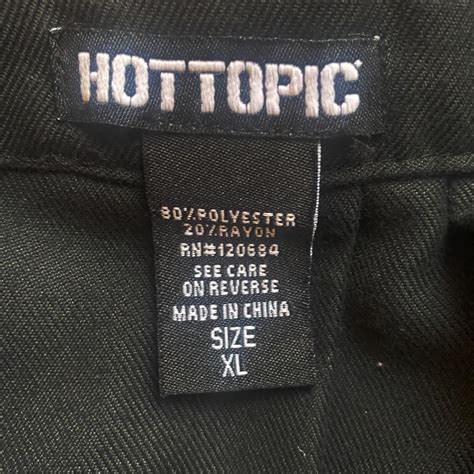 HOTTOPIC
80%POLYESTER
20%RAYON
RN#120684
SEE CARE
ON REVERSE
MADE IN CHINA
SIZE
XL